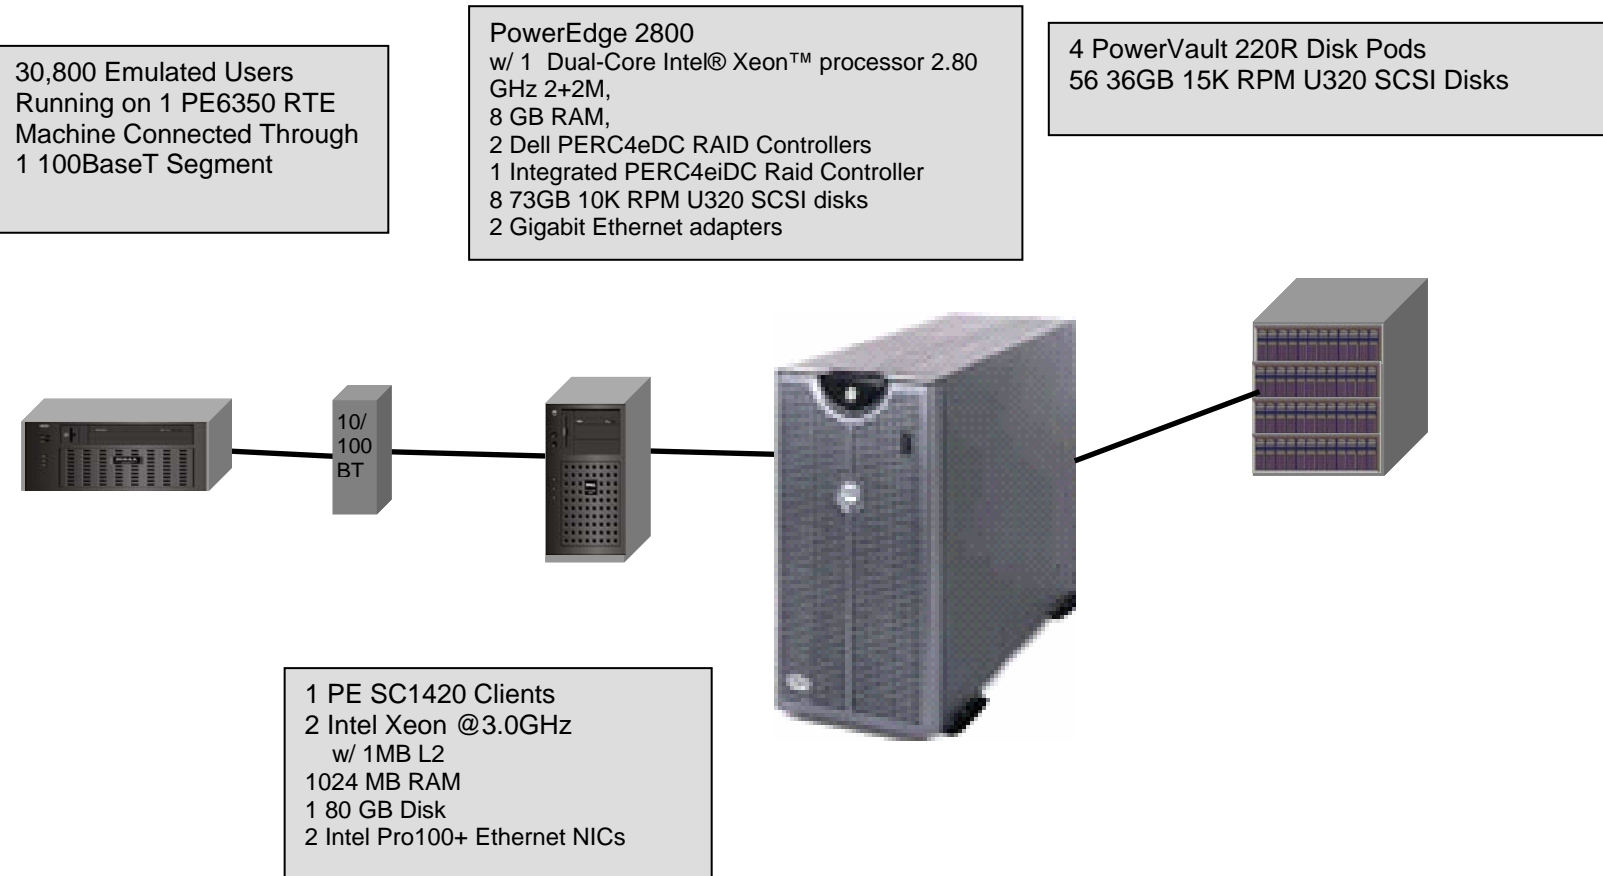 30,800 Emulated Users
Running on 1 PE6350 RTE
Machine Connected Through
1 100BaseT Segment
PowerEdge 2800
w/ 1  Dual-Core Intel® Xeon™ processor 2.80
GHz 2+2M,
8 GB RAM,
2 Dell PERC4eDC RAID Controllers
1 Integrated PERC4eiDC Raid Controller
8 73GB 10K RPM U320 SCSI disks
2 Gigabit Ethernet adapters
4 PowerVault 220R Disk Pods
56 36GB 15K RPM U320 SCSI Disks
10/
100
BT
1 PE SC1420 Clients
2 Intel Xeon @3.0GHz
w/ 1MB L2
1024 MB RAM
1 80 GB Disk
2 Intel Pro100+ Ethernet NICs